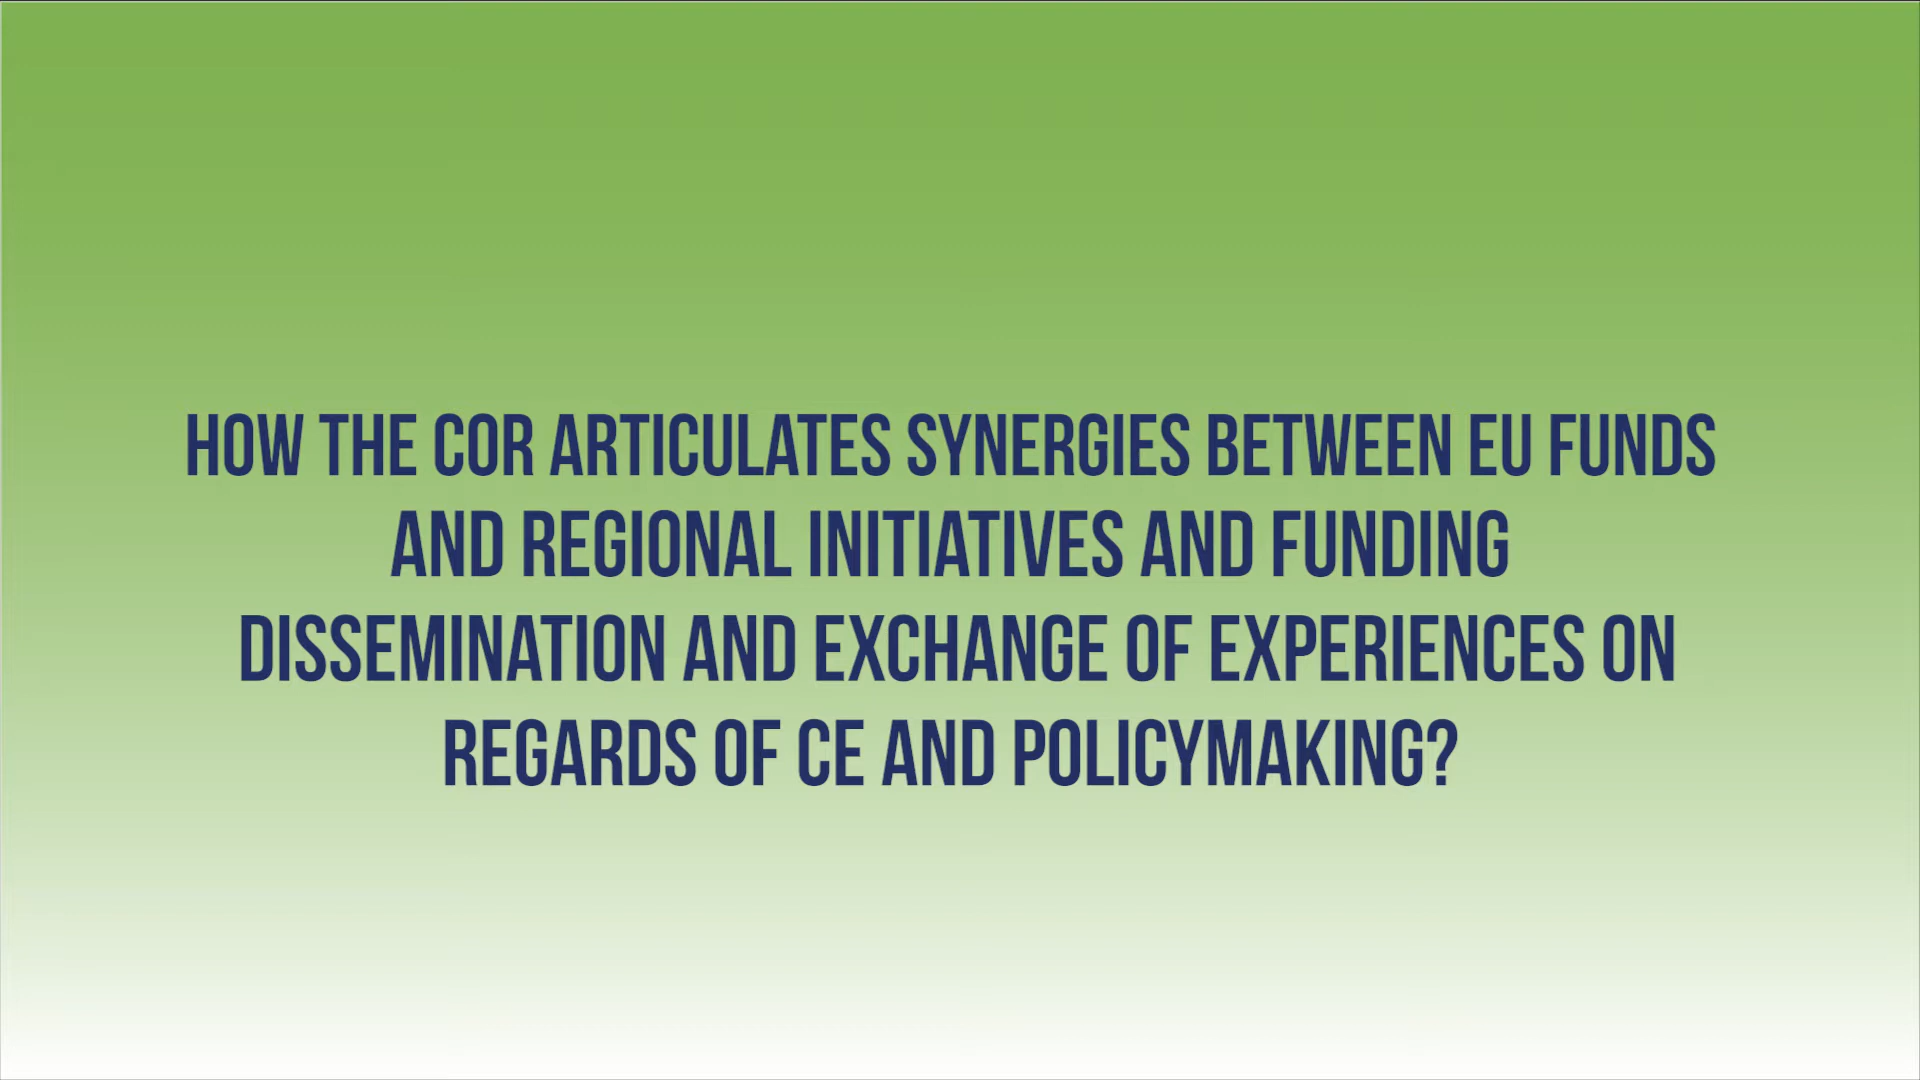 HOW THE COR ARTICULATES SYNERGIES BETWEEN EU FUNDS
AND REGIONAL INITIATIVES AND FUNDING
DISSEMINATION AND EXCHANGE OF EXPERIENCES ON
REGARDS OF CE AND POLICYMAKING?